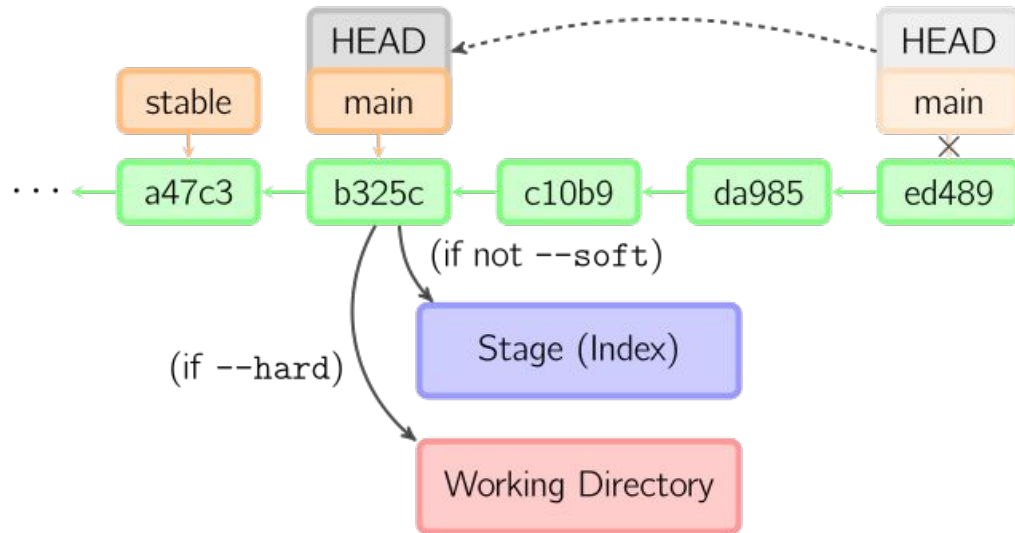 HEAD HEAD
stable main main
··· a47c3 b325c c10b9 da985 ed489
(if not --soft)
Stage (Index)
(if --hard)
Working Directory